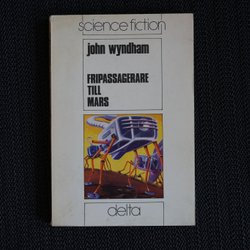 science fiction
john wyndham
FRIPASSAGERARE
TILL
MARS
delta